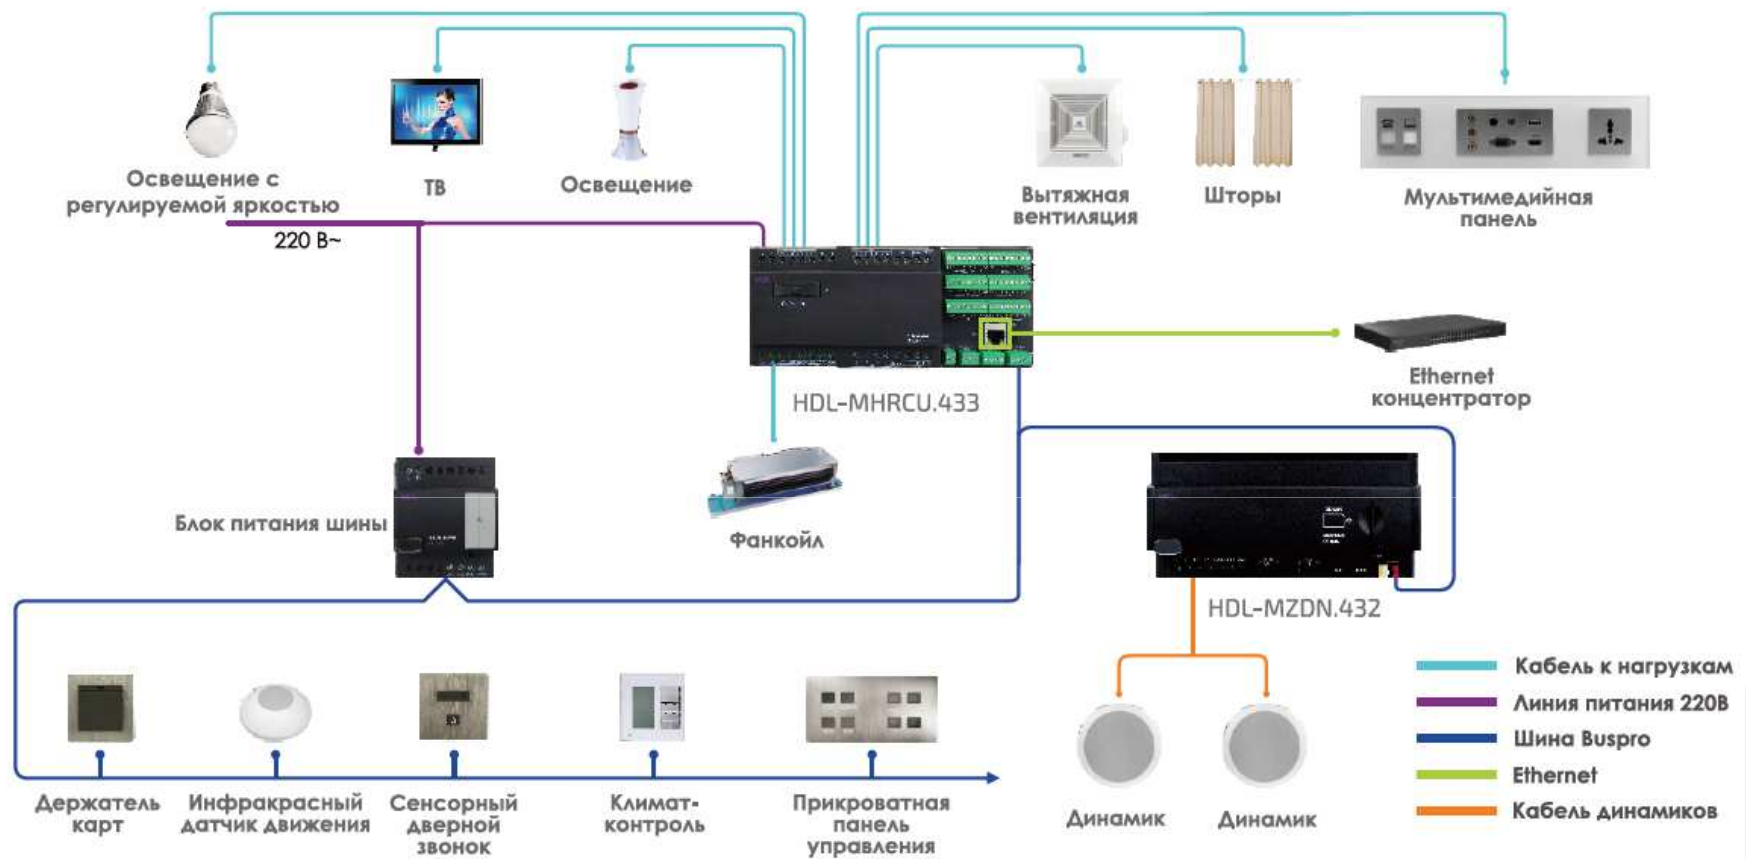 Освещение с
регулируемой яркостью
ТВ
Освещение
Вытяжная
вентиляция
Шторы
Мультимедийная
панель
220 В~
HDL-MHRCU.433
Ethernet
концентратор
Блок питания шины
Фанкойл
HDL-MZDN.432
Кабель к нагрузкам
Линия питания 220В
Шина Buspro
Ethernet
Кабель динамиков
Держатель
карт
Инфракрасный
датчик движения
Сенсорный
дверной
звонок
Климат-
контроль
Прикроватная
панель
управления
Динамик
Динамик